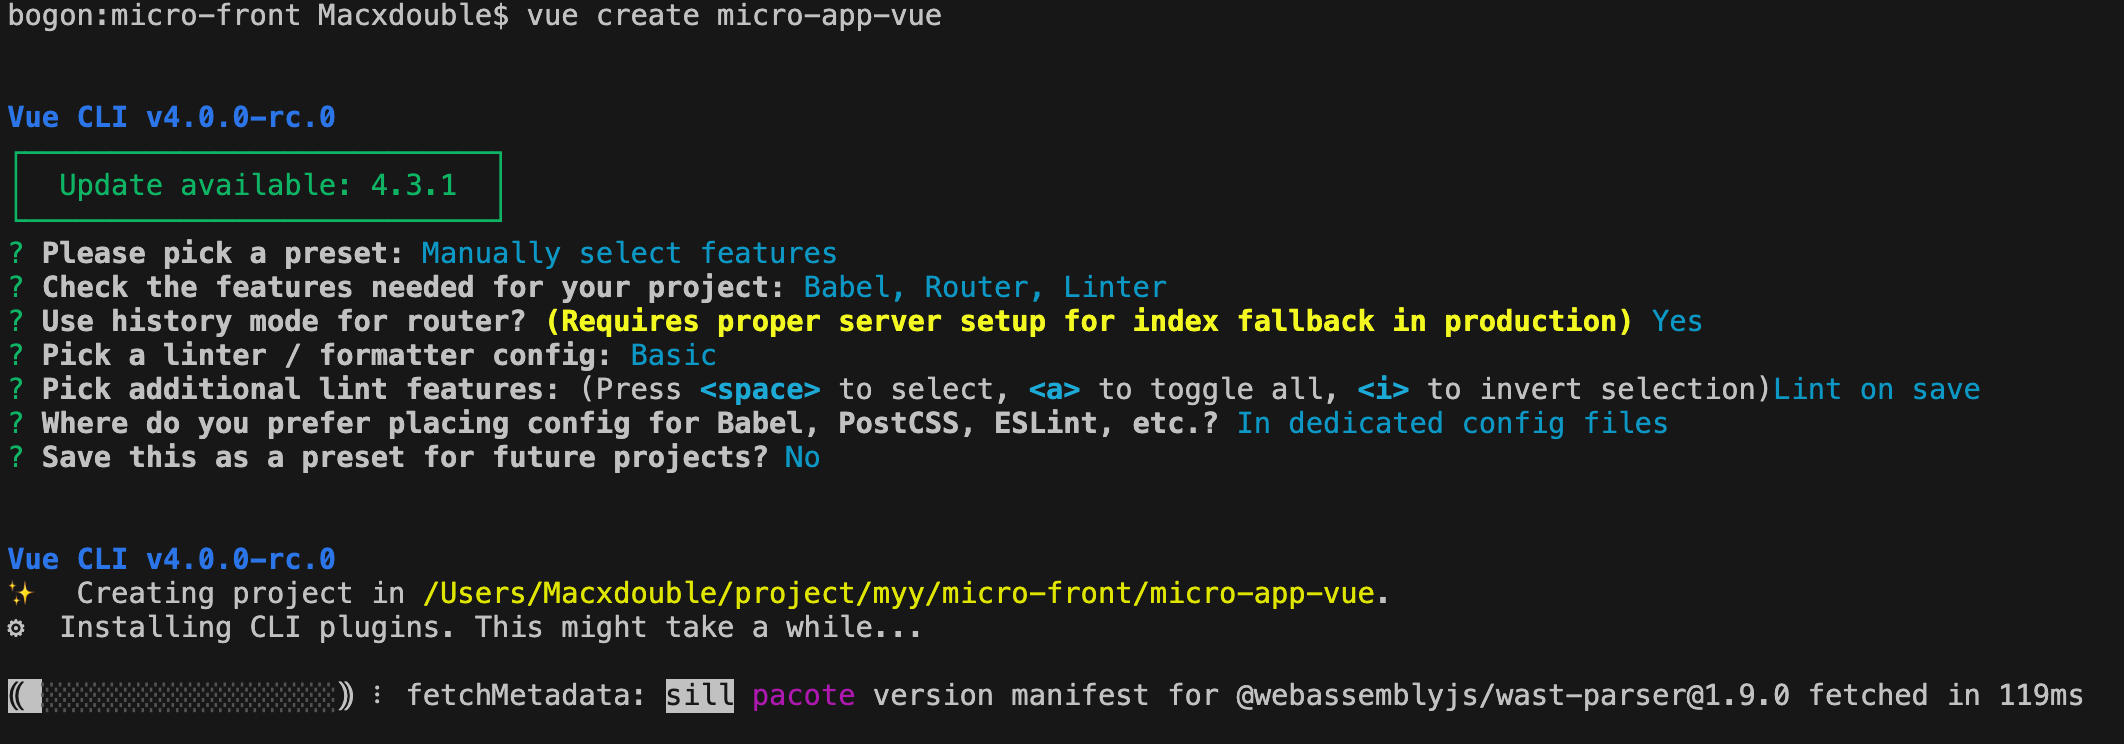 bogon:micro-front Macxdouble$ vue create micro-app-vue
Vue CLI v4.0.0-rc.0
Update available: 4.3.1
? Please pick a preset: Manually select features
? Check the features needed for your project: Babel, Router, Linter
? Use history mode for router? (Requires proper server setup for index fallback in production) Yes
? Pick a linter / formatter config: Basic
? Pick additional lint features: (Press <space> to select, <a> to toggle all, <i> to invert selection)Lint on save
? Where do you prefer placing config for Babel, PostCSS, ESLint, etc.? In dedicated config files
? Save this as a preset for future projects? No
Vue CLI v4.0.0-rc.0
✨  Creating project in /Users/Macxdouble/project/myy/micro-front/micro-app-vue.
⚙  Installing CLI plugins. This might take a while...
⸨ ░░░░░░░░░░░░░░░░░⸩ ⠸ fetchMetadata: sill pacote version manifest for @webassemblyjs/wast-parser@1.9.0 fetched in 119ms